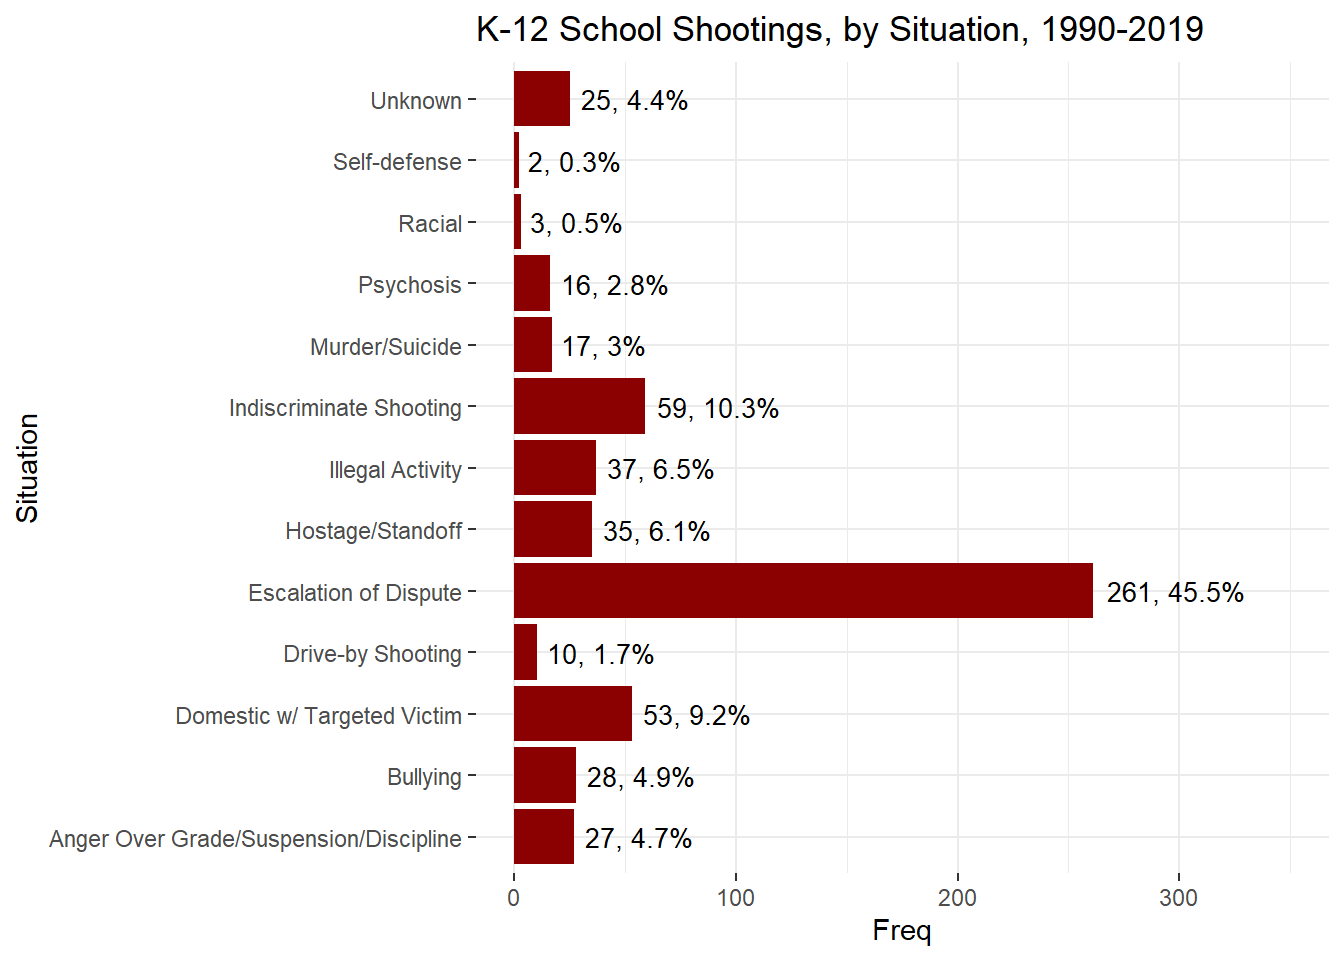 K-12 School Shootings, by Situation, 1990-2019
Situation
Unknown 25, 4.4%
Self-defense 2, 0.3%
Racial 3, 0.5%
Psychosis 16, 2.8%
Murder/Suicide 17, 3%
Indiscriminate Shooting 59, 10.3%
Illegal Activity 37, 6.5%
Hostage/Standoff 35, 6.1%
Escalation of Dispute 261, 45.5%
Drive-by Shooting 10, 1.7%
Domestic w/ Targeted Victim 53, 9.2%
Bullying 28, 4.9%
Anger Over Grade/Suspension/Discipline 27, 4.7%
0 100 200 300
Freq